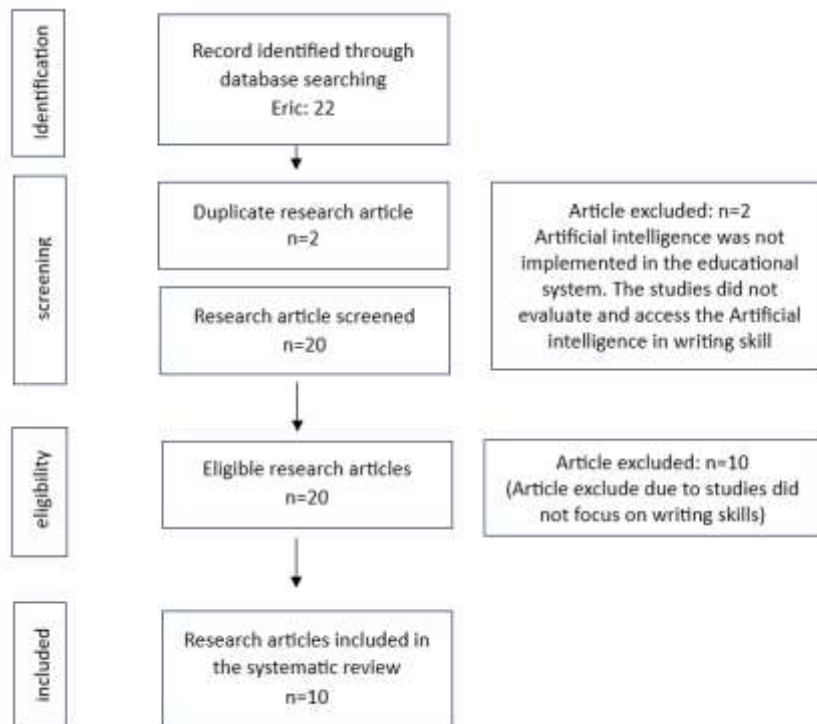 Identification
Record identified through
database searching
Eric: 22
screening
Duplicate research article
n=2
Research article screened
n=20
Article excluded: n=2
Artificial intelligence was not
implemented in the educational
system. The studies did not
evaluate and access the Artificial
intelligence in writing skill
eligibility
Eligible research articles
n=20
Article excluded: n=10
(Article exclude due to studies did
not focus on writing skills)
included
Research articles included in
the systematic review
n=10